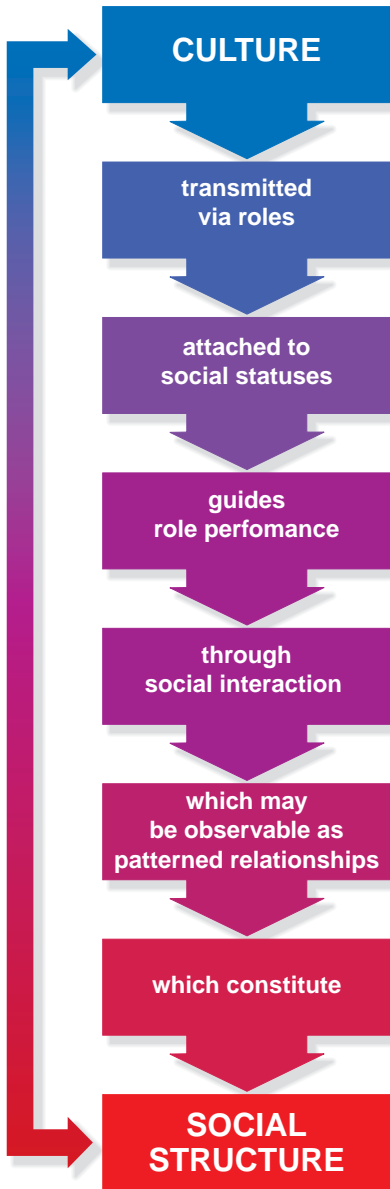 CULTURE
transmitted
via roles
attached to
social statuses
guides
role perfomance
through
social interaction
which may
be observable as
patterned relationships
which constitute
SOCIAL
STRUCTURE